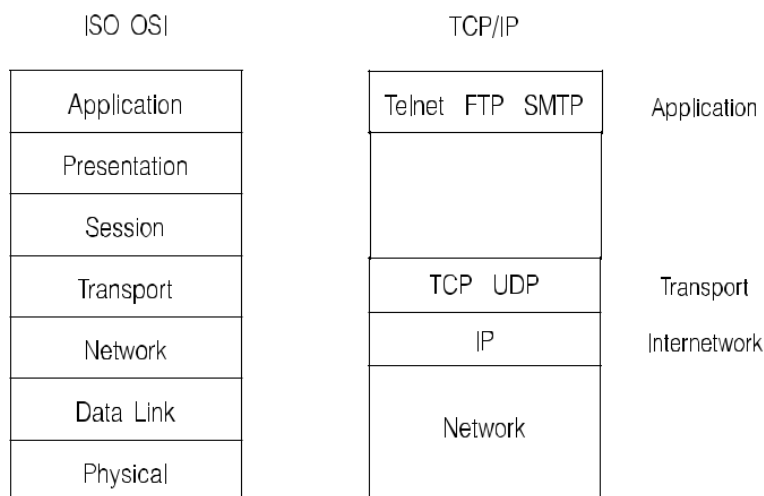 ISO OSI
TCP/IP
Application
Telnet FTP SMTP
Application
Presentation
Session
Transport
TCP UDP
Transport
Network
IP
Internetwork
Data Link
Network
Physical